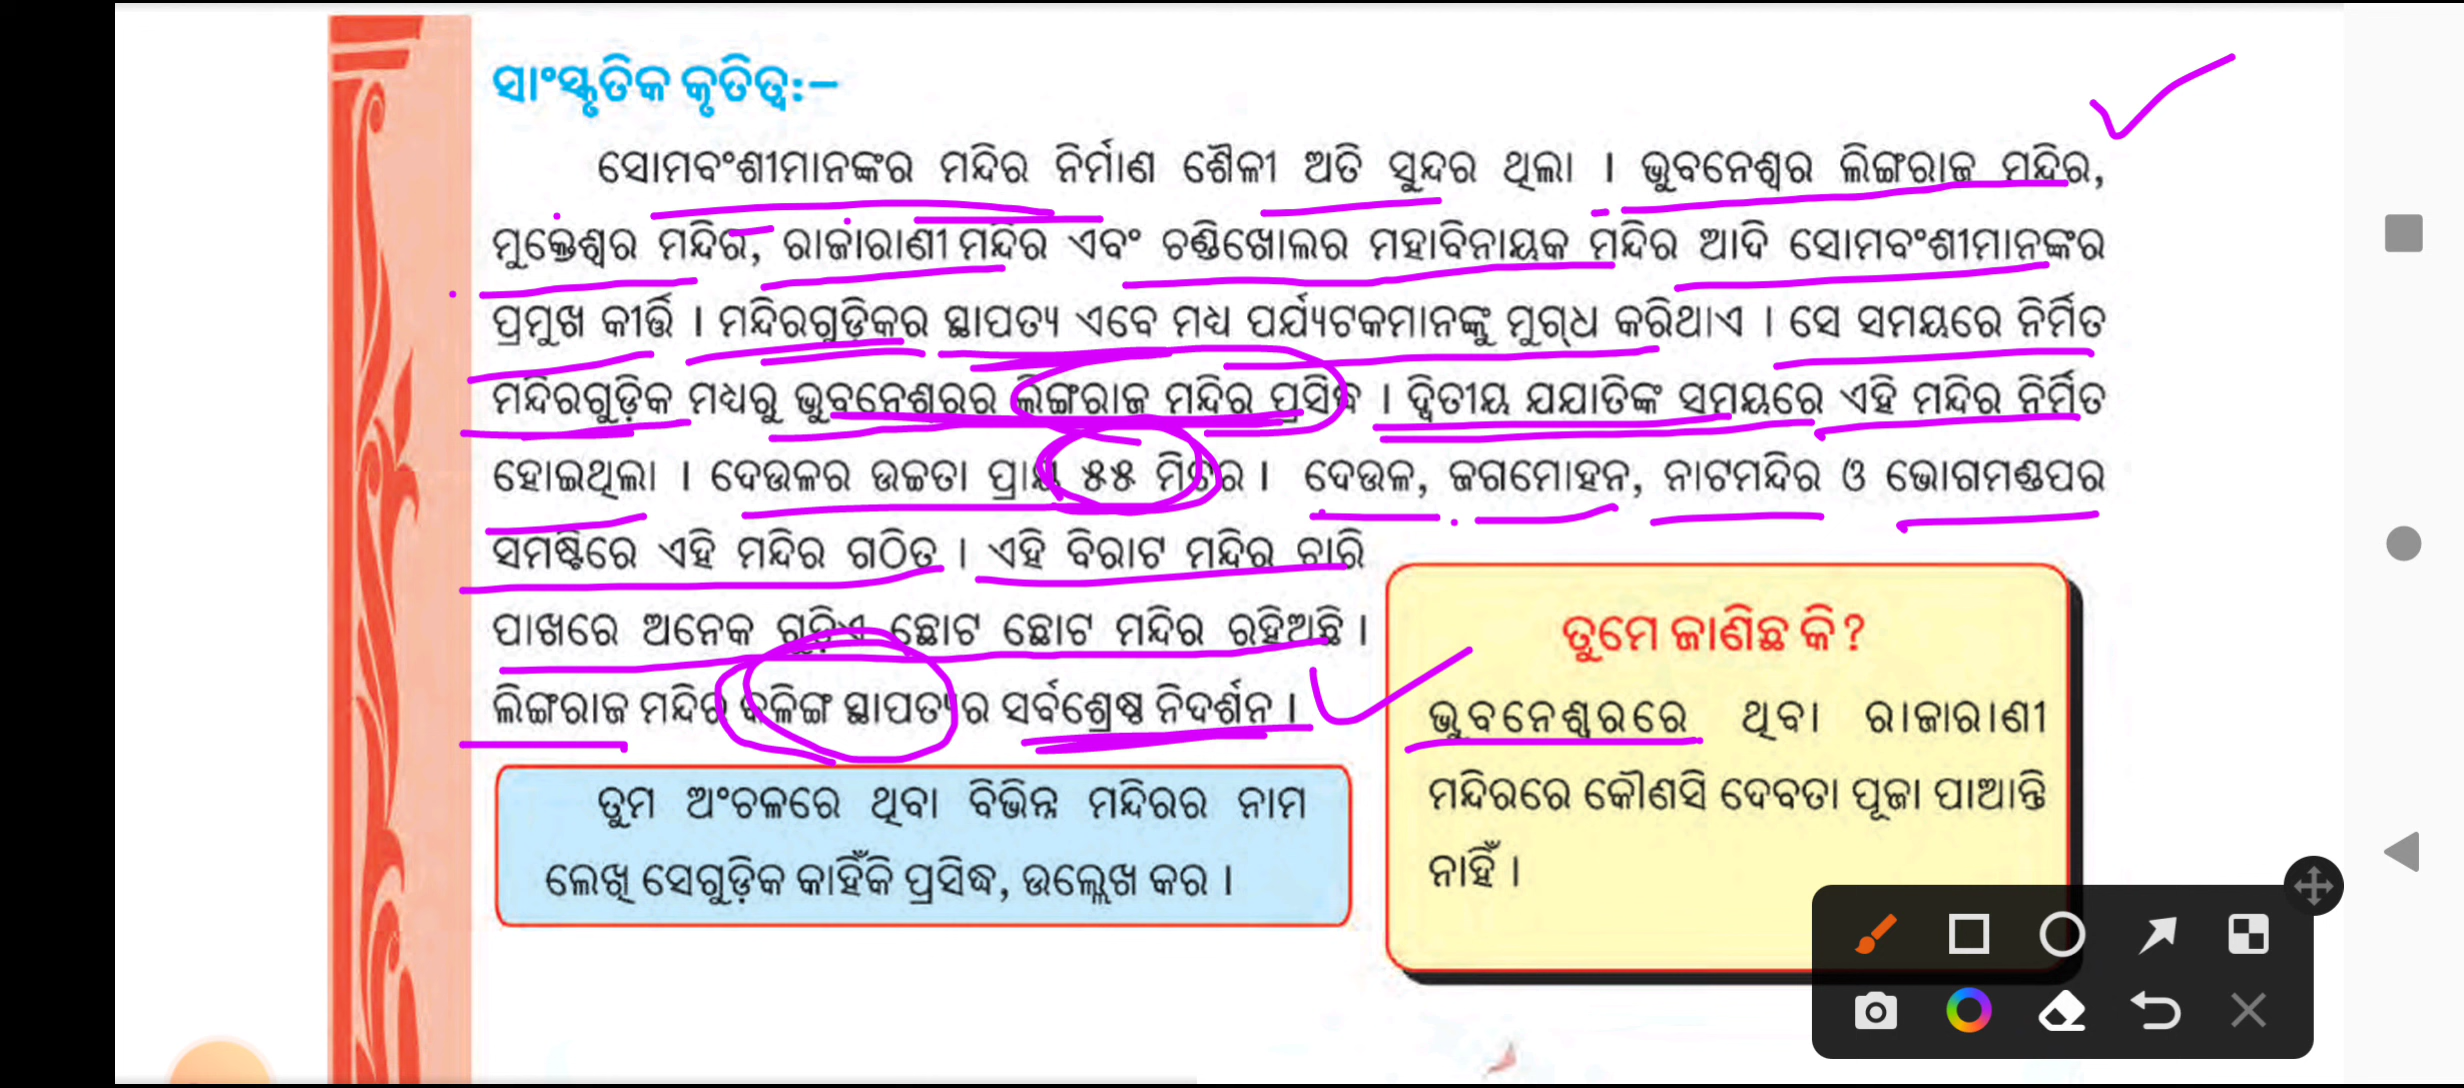 ସାଂସ୍କୃତିକ କୃତିତ୍ୱ:–
ସୋମବଂଶୀମାନଙ୍କର ମନ୍ଦିର ନିର୍ମାଣ ଶୈଳୀ ଅତି ସୁନ୍ଦର ଥିଲା । ଭୁବନେଶ୍ୱର ଲିଙ୍ଗରାଜ ମନ୍ଦିର,
ମୁକ୍ତେଶ୍ୱର ମନ୍ଦିର, ରାଜାରାଣୀ ମନ୍ଦିର ଏବଂ ଚଣ୍ଡିଖୋଲର ମହାବିନାୟକ ମନ୍ଦିର ଆଦି ସୋମବଂଶୀମାନଙ୍କର
ପ୍ରମୁଖ କୀର୍ତ୍ତି । ମନ୍ଦିରଗୁଡ଼ିକର ସ୍ଥାପତ୍ୟ ଏବେ ମଧ୍ୟ ପର୍ଯ୍ୟଟକମାନଙ୍କୁ ମୁଗ୍ଧ କରିଥାଏ । ସେ ସମୟରେ ନିର୍ମିତ
ମନ୍ଦିରଗୁଡ଼ିକ ମଧ୍ୟରୁ ଭୁବନେଶ୍ୱରର ଲିଙ୍ଗରାଜ ମନ୍ଦିର ପ୍ରସିଦ୍ଧ । ଦ୍ୱିତୀୟ ଯଯାତିଙ୍କ ସମୟରେ ଏହି ମନ୍ଦିର ନିର୍ମିତ
ହୋଇଥିଲା । ଦେଉଳର ଉଚ୍ଚତା ପ୍ରାୟ ୫୫ ମିଟର । ଦେଉଳ, ଜଗମୋହନ, ନାଟମନ୍ଦିର ଓ ଭୋଗମଣ୍ଡପର
ସମଷ୍ଟିରେ ଏହି ମନ୍ଦିର ଗଠିତ । ଏହି ବିରାଟ ମନ୍ଦିର ଚାରି
ପାଖରେ ଅନେକ ଗୁଡ଼ିଏ ଛୋଟ ଛୋଟ ମନ୍ଦିର ରହିଅଛି ।
ଲିଙ୍ଗରାଜ ମନ୍ଦିର କଳିଙ୍ଗ ସ୍ଥାପତ୍ୟର ସର୍ବଶ୍ରେଷ୍ଠ ନିଦର୍ଶନ ।
ତୁମ ଅଂଚଳରେ ଥିବା ବିଭିନ୍ନ ମନ୍ଦିରର ନାମ
ଲେଖି ସେଗୁଡ଼ିକ କାହିଁକି ପ୍ରସିଦ୍ଧ, ଉଲ୍ଲେଖ କର ।
ତୁମେ ଜାଣିଛ କି ?
ଭୁବନେଶ୍ୱରରେ ଥିବା ରାଜାରାଣୀ
ମନ୍ଦିରରେ କୌଣସି ଦେବତା ପୂଜା ପାଆନ୍ତି
ନାହିଁ ।